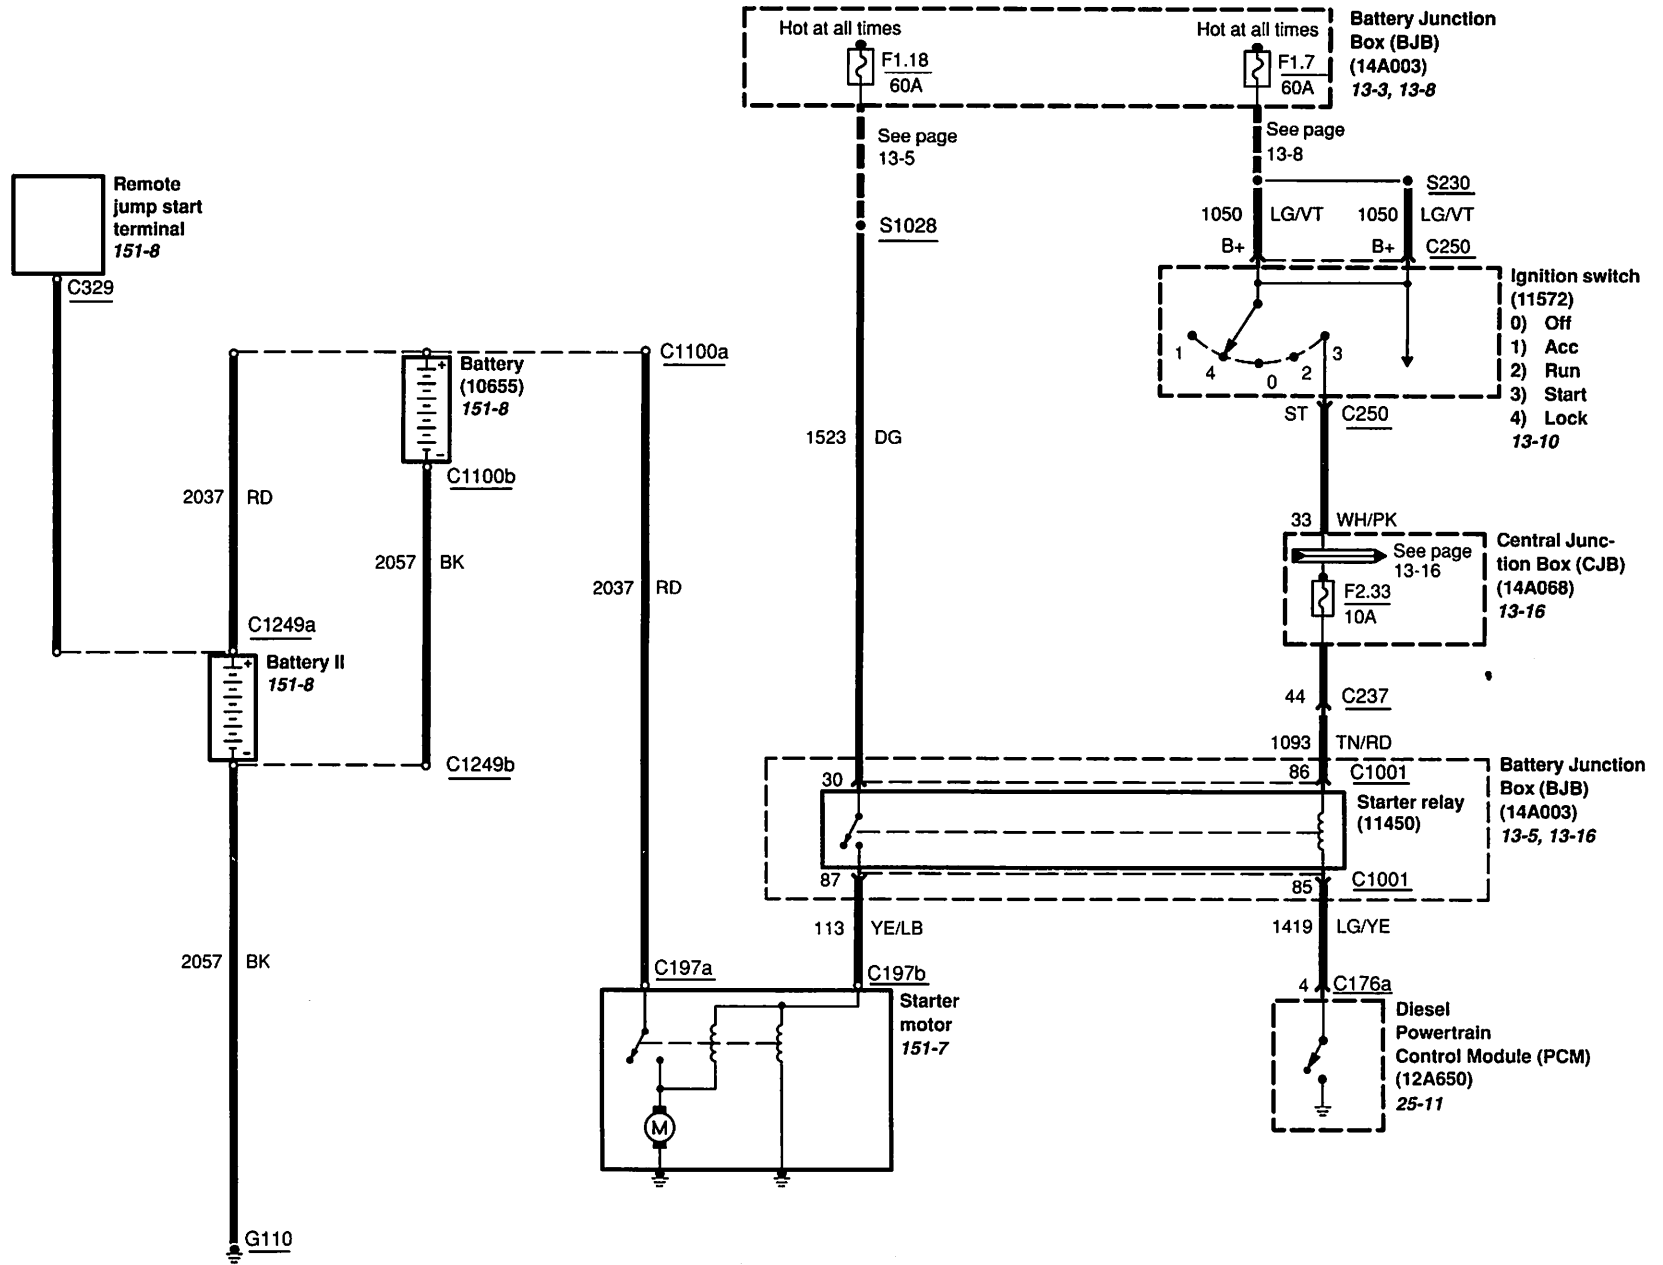 Hot at all times
F1.18
60A
Hot at all times
F1.7
60A
Battery Junction
Box (BJB)
(14A003)
13-3, 13-8
See page
13-5
See page
13-8
S1028
S230
1050 LG/VT
1050 LG/VT
B+
B+
C250
Remote
jump start
terminal
151-8
C329
Ignition switch
(11572)
0) Off
1) Acc
2) Run
3) Start
4) Lock
13-10
1
4
0
2
3
ST
C250
C1100a
Battery
(10655)
151-8
+
-
C1100b
2037 RD
2057 BK
2037 RD
1523 DG
33 WH/PK
See page
13-16
F2.33
10A
Central Junc-
tion Box (CJB)
(14A068)
13-16
C1249a
Battery II
151-8
+
-
C1249b
44
C237
1093 TN/RD
30
86
C1001
Battery Junction
Box (BJB)
(14A003)
13-5, 13-16
Starter relay
(11450)
87
85
C1001
113 YE/LB
1419 LG/YE
2057 BK
C197a
C197b
Starter
motor
151-7
M
4
C176a
Diesel
Powertrain
Control Module (PCM)
(12A650)
25-11
G110